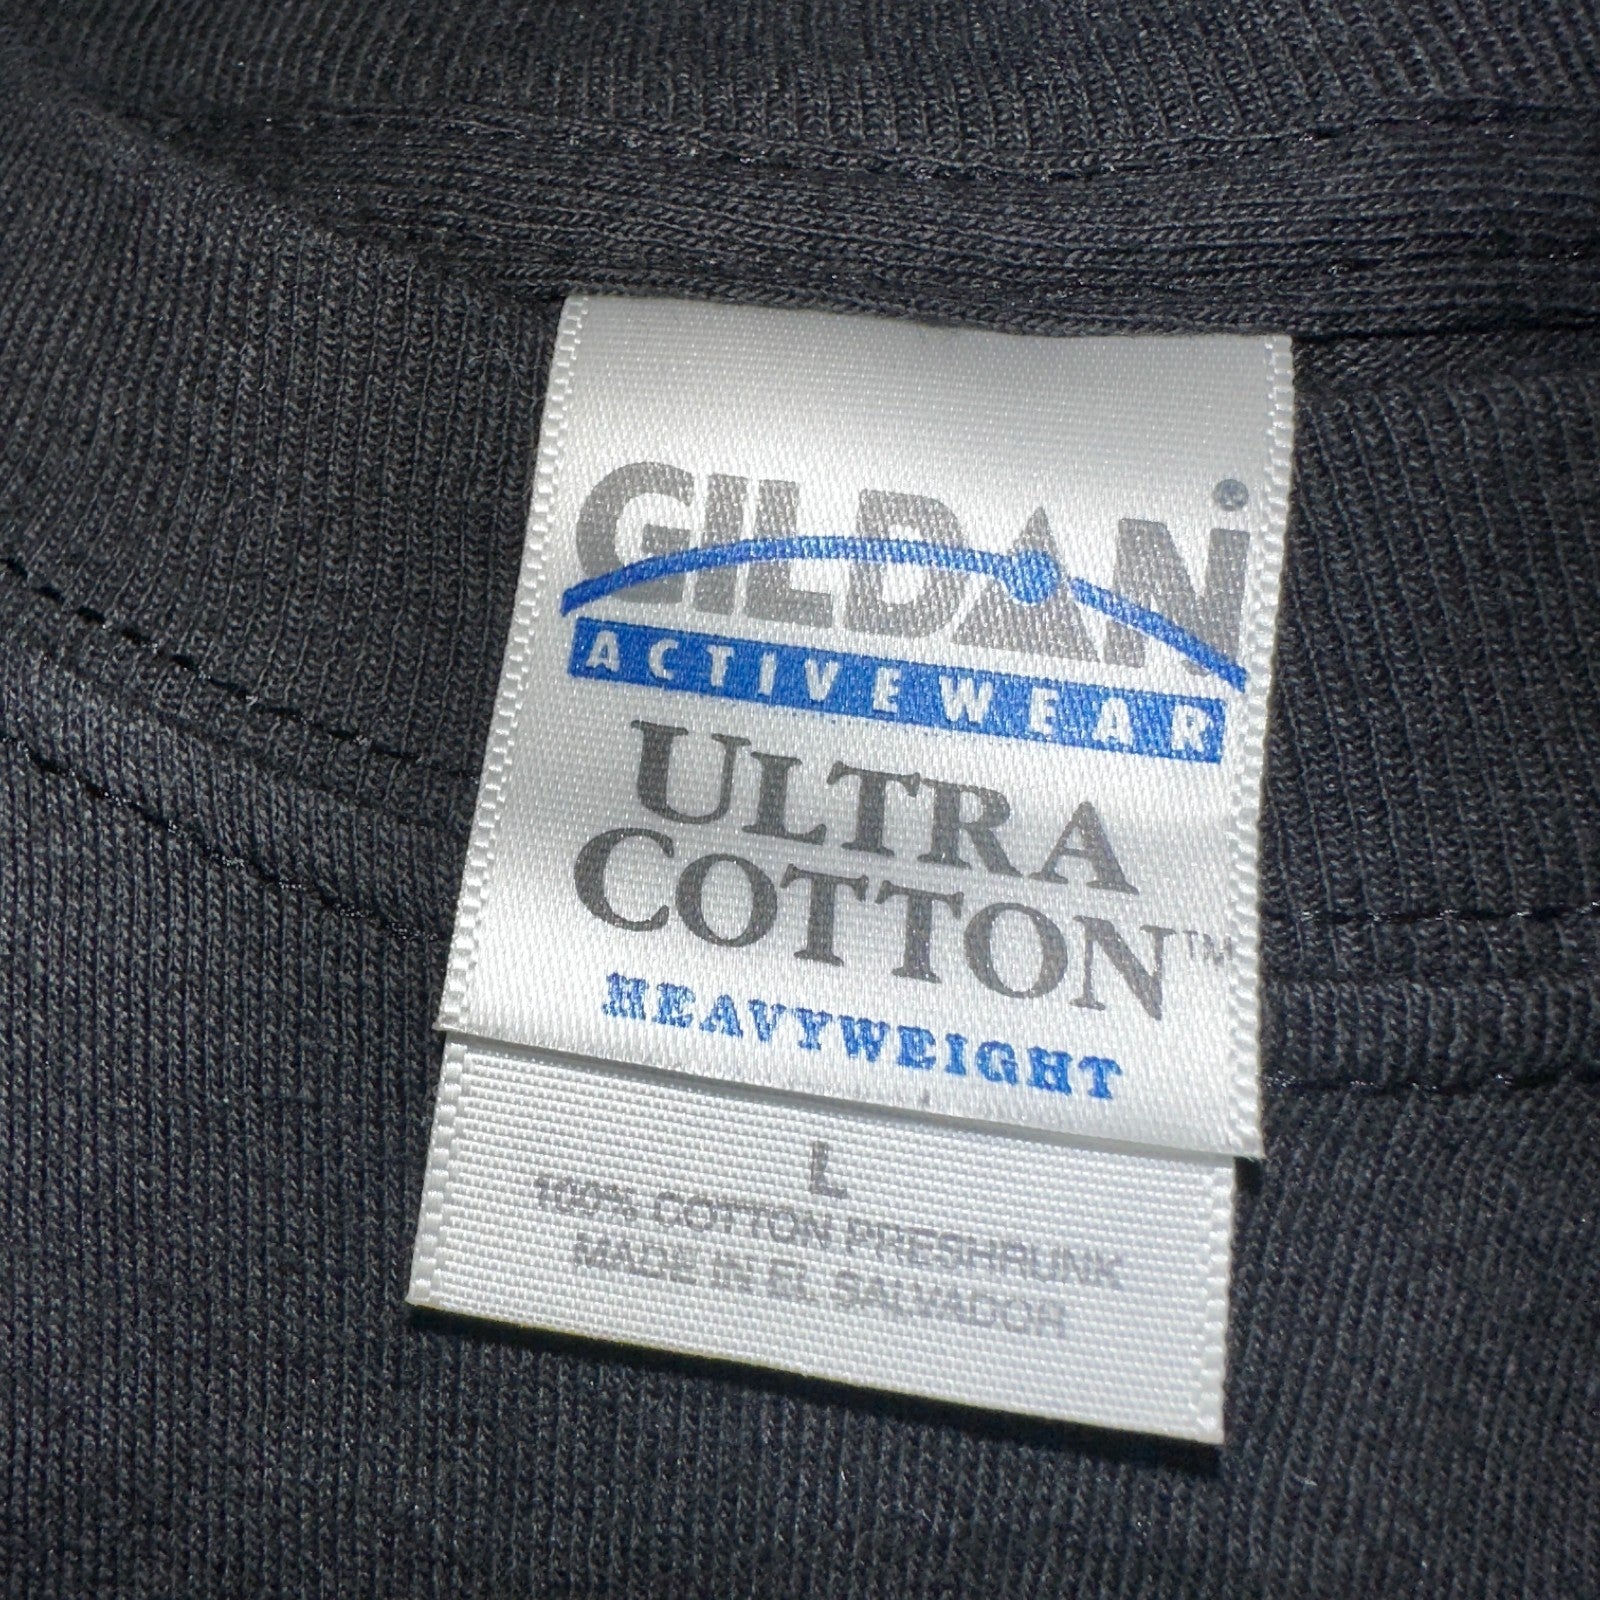 GILDAN®
ACTIVEWEAR
ULTRA
COTTON™
HEAVYWEIGHT
L
100% COTTON PRESHRUNK
MADE IN EL SALVADOR